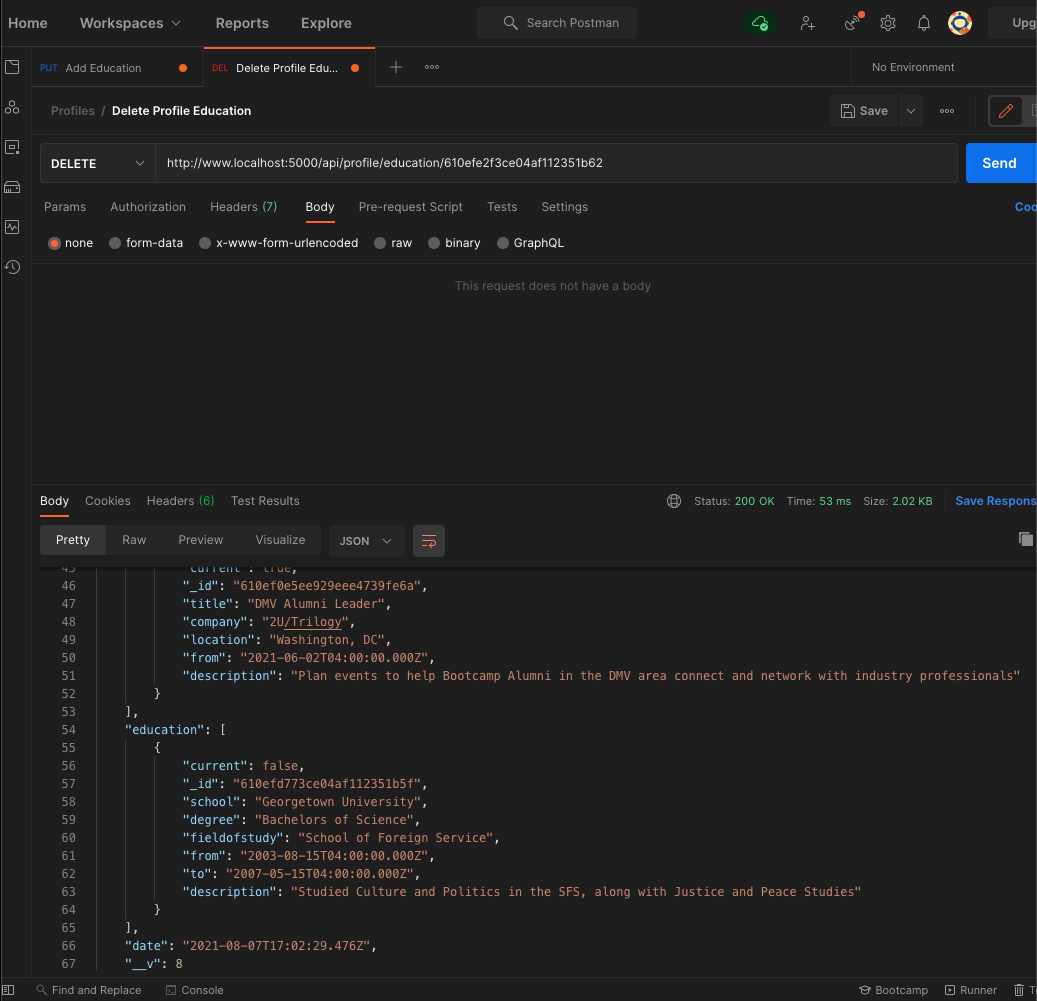 Home Workspaces Reports Explore Search Postman Upg
PUT Add Education DEL Delete Profile Edu... No Environment
Profiles / Delete Profile Education Save
DELETE http://www.localhost:5000/api/profile/education/610efe2f3ce04af112351b62 Send
Params Authorization Headers (7) Body Pre-request Script Tests Settings Coo
none form-data x-www-form-urlencoded raw binary GraphQL
This request does not have a body
Body Cookies Headers (6) Test Results Status: 200 OK Time: 53 ms Size: 2.02 KB Save Respons
Pretty Raw Preview Visualize JSON
45 "current": true,
46 "_id": "610ef0e5ee929eee4739fe6a",
47 "title": "DMV Alumni Leader",
48 "company": "2U/Trilogy",
49 "location": "Washington, DC",
50 "from": "2021-06-02T04:00:00.000Z",
51 "description": "Plan events to help Bootcamp Alumni in the DMV area connect and network with industry professionals"
52 }
53 ],
54 "education": [
55 {
56 "current": false,
57 "_id": "610efd773ce04af112351b5f",
58 "school": "Georgetown University",
59 "degree": "Bachelors of Science",
60 "fieldofstudy": "School of Foreign Service",
61 "from": "2003-08-15T04:00:00.000Z",
62 "to": "2007-05-15T04:00:00.000Z",
63 "description": "Studied Culture and Politics in the SFS, along with Justice and Peace Studies"
64 }
65 ],
66 "date": "2021-08-07T17:02:29.476Z",
67 "__v": 8
Find and Replace Console Bootcamp Runner T